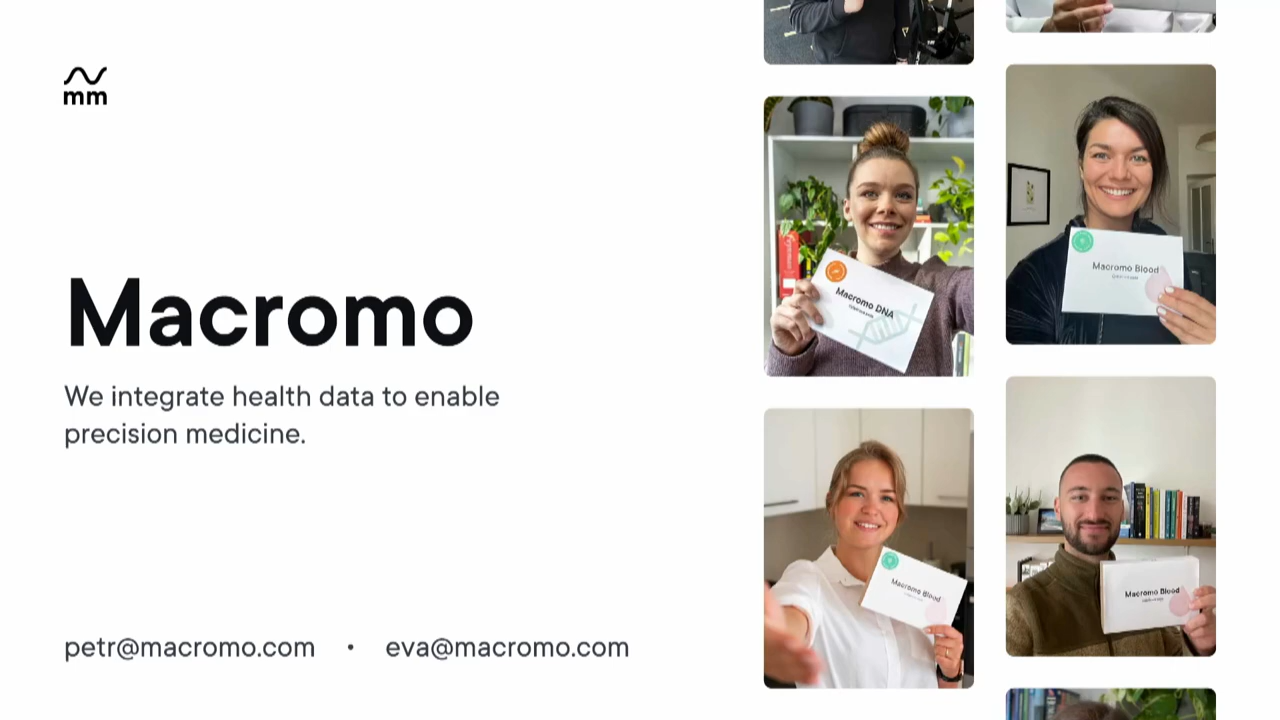 mm
Macromo
We integrate health data to enable
precision medicine.
petr@macromo.com • eva@macromo.com
Macromo DNA
Macromo Blood
Macromo Blood
Macromo Blood